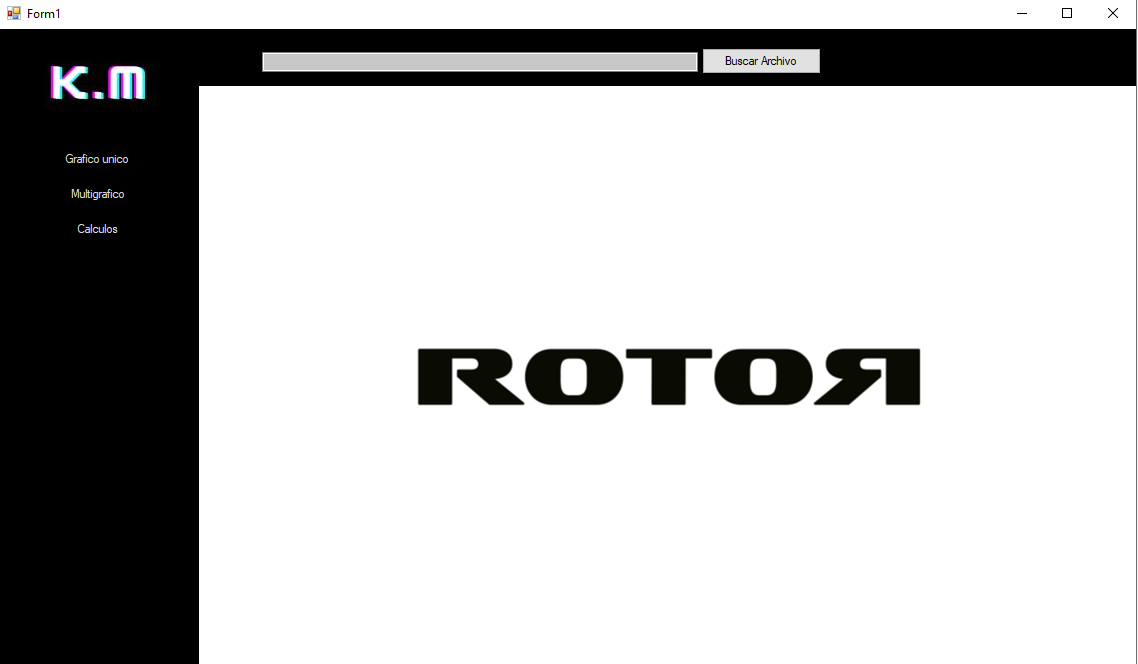 Form1
K.M
Buscar Archivo
Grafico unico
Multigrafico
Calculos
ROTOR